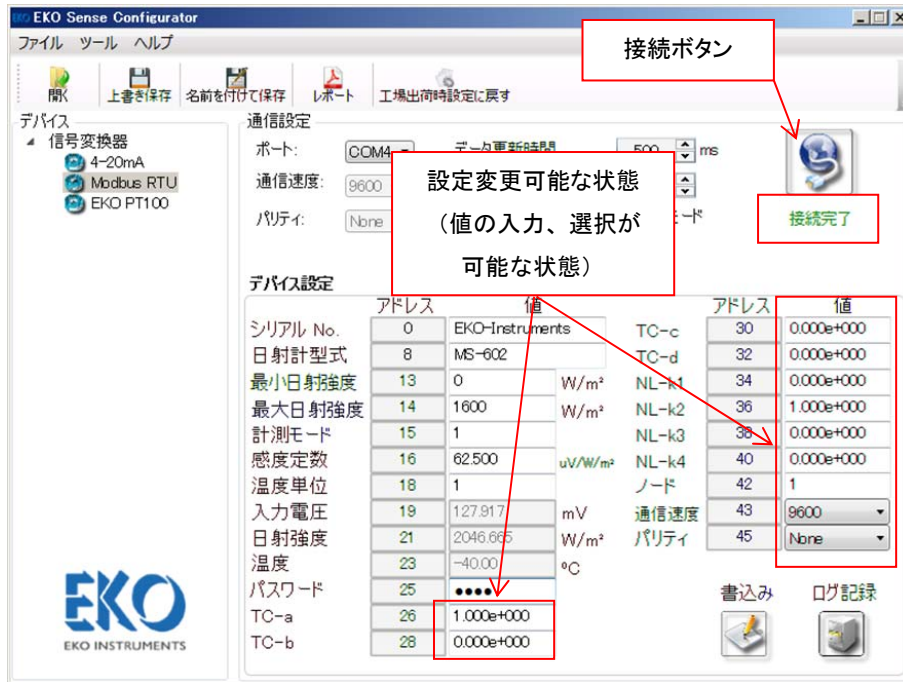 EKO Sense Configurator
ファイル ツール ヘルプ
接続ボタン
開く 上書き保存 名前を付けて保存 レポート 工場出荷時設定に戻す
デバイス
信号変換器
4-20mA
Modbus RTU
EKO PT100
通信設定
ポート: COM4 データ更新時間 500 ms
通信速度: 9600
パリティ: None
接続完了
設定変更可能な状態
(値の入力、選択が
可能な状態)
デバイス設定
アドレス 値 アドレス 値
シリアル No. 0 EKO-Instruments TC-c 30 0.000e+000
日射計型式 8 MS-602 TC-d 32 0.000e+000
最小日射強度 13 0 W/m² NL-k1 34 0.000e+000
最大日射強度 14 1600 W/m² NL-k2 36 1.000e+000
計測モード 15 1 NL-k3 38 0.000e+000
感度定数 16 62.500 uV/W/m² NL-k4 40 0.000e+000
温度単位 18 1 ノード 42 1
入力電圧 19 127.917 mV 通信速度 43 9600
日射強度 21 2046.665 W/m² パリティ 45 None
温度 23 -40.00 ºC
パスワード 25 ●●●●
TC-a 26 1.000e+000
TC-b 28 0.000e+000
書込み ログ記録
EKO
EKO INSTRUMENTS